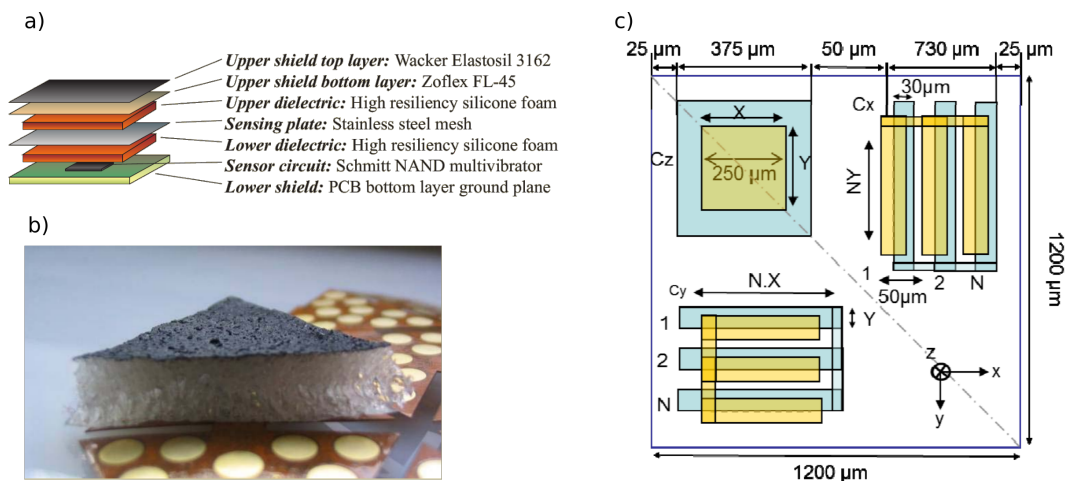 a)
Upper shield top layer: Wacker Elastosil 3162
Upper shield bottom layer: Zoflex FL-45
Upper dielectric: High resiliency silicone foam
Sensing plate: Stainless steel mesh
Lower dielectric: High resiliency silicone foam
Sensor circuit: Schmitt NAND multivibrator
Lower shield: PCB bottom layer ground plane
b)
c)
25 μm 375 μm 50 μm 730 μm 25 μm
30μm
Cx
X
Cz
Y
250 μm
NY
1 2 N
50μm
Cy
N.X
1
Y
2
N
z
x
y
1200 μm
1200 μm